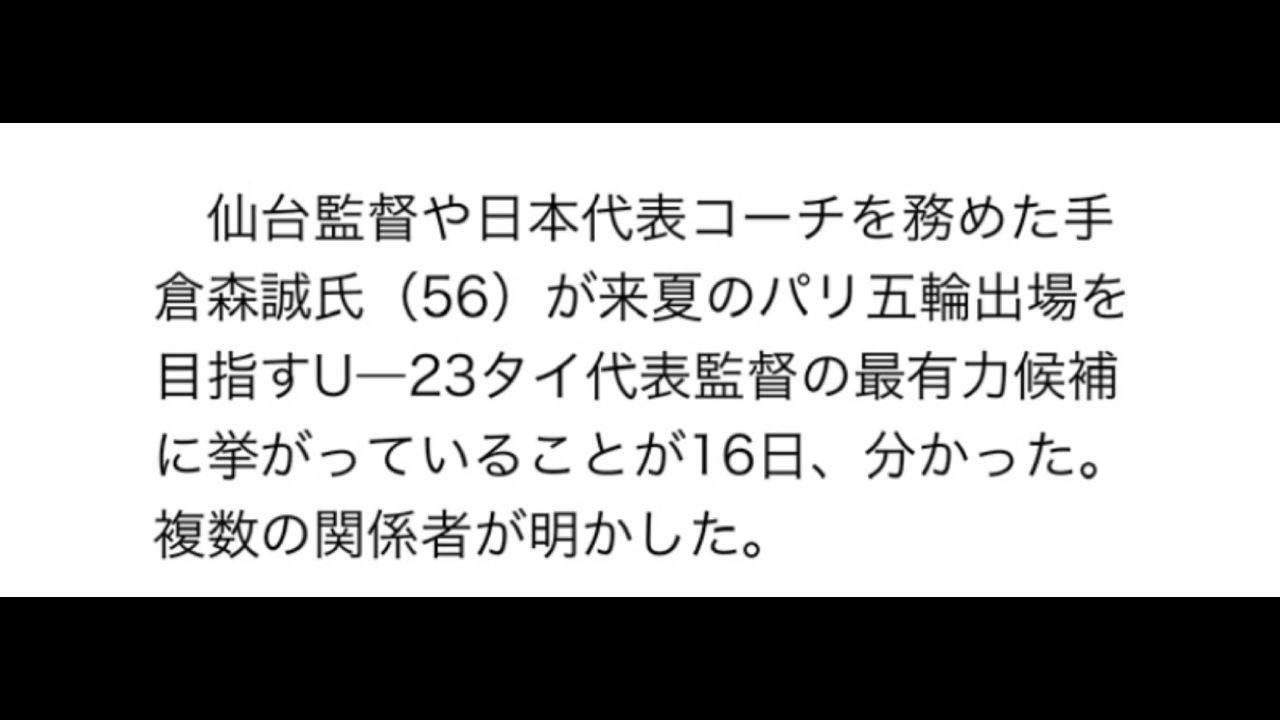 仙台監督や日本代表コーチを務めた手
倉森誠氏（56）が来夏のパリ五輪出場を
目指すU―23タイ代表監督の最有力候補
に挙がっていることが16日、分かった。
複数の関係者が明かした。